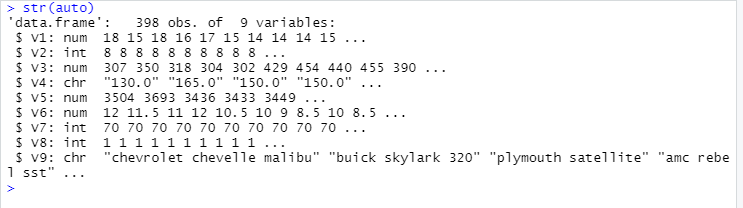 > str(auto)
'data.frame':   398 obs. of  9 variables:
 $ V1: num  18 15 18 16 17 15 14 14 14 15 ...
 $ V2: int  8 8 8 8 8 8 8 8 8 8 ...
 $ V3: num  307 350 318 304 302 429 454 440 455 390 ...
 $ V4: chr  "130.0" "165.0" "150.0" "150.0" ...
 $ V5: num  3504 3693 3436 3433 3449 ...
 $ V6: num  12 11.5 11 12 10.5 10 9 8.5 10 8.5 ...
 $ V7: int  70 70 70 70 70 70 70 70 70 70 ...
 $ V8: int  1 1 1 1 1 1 1 1 1 1 ...
 $ V9: chr  "chevrolet chevelle malibu" "buick skylark 320" "plymouth satellite" "amc rebe
l sst" ...
>